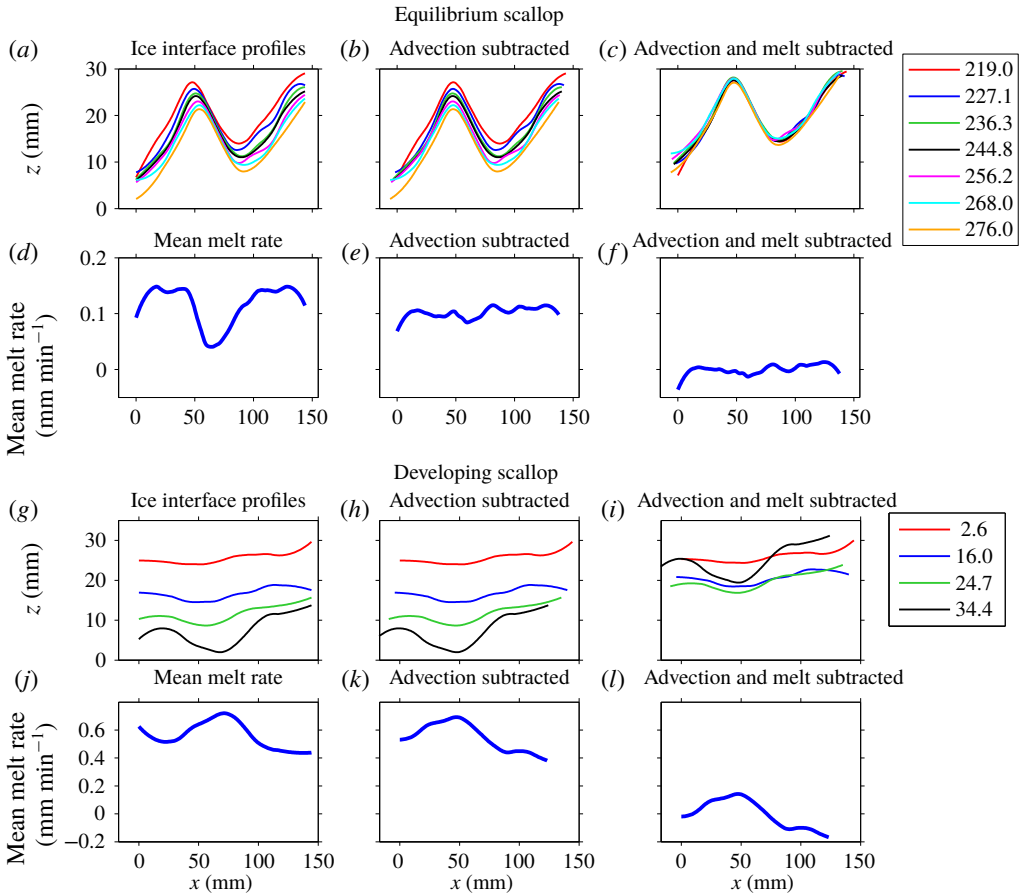 Equilibrium scallop
(a) Ice interface profiles
(b) Advection subtracted
(c) Advection and melt subtracted
z (mm)
30
20
10
0
219.0
227.1
236.3
244.8
256.2
268.0
276.0
(d) Mean melt rate
(e) Advection subtracted
(f) Advection and melt subtracted
Mean melt rate
(mm min⁻¹)
0.2
0.1
0
0 50 100 150
0 50 100 150
0 50 100 150
Developing scallop
(g) Ice interface profiles
(h) Advection subtracted
(i) Advection and melt subtracted
z (mm)
30
20
10
0
2.6
16.0
24.7
34.4
(j) Mean melt rate
(k) Advection subtracted
(l) Advection and melt subtracted
Mean melt rate
(mm min⁻¹)
0.6
0.4
0.2
0
−0.2
0 50 100 150
0 50 100 150
0 50 100 150
x (mm)
x (mm)
x (mm)